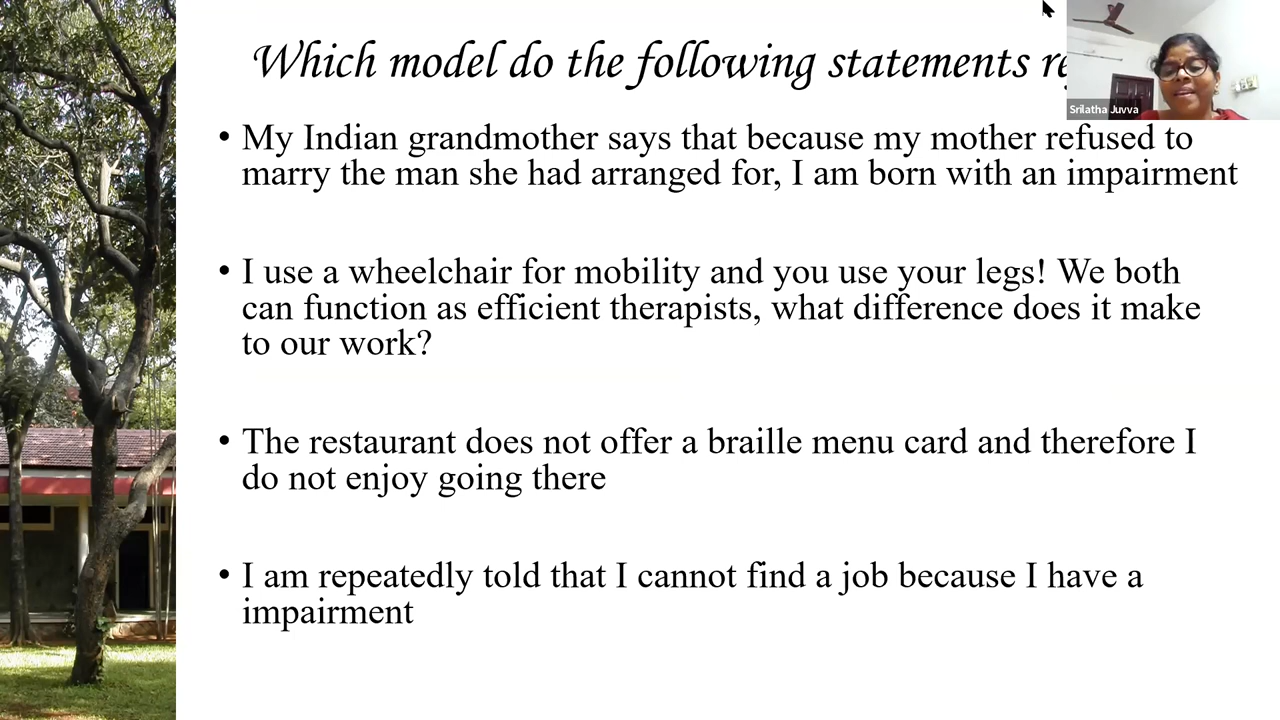 Which model do the following statements
Srilatha Juvva
• My Indian grandmother says that because my mother refused to
marry the man she had arranged for, I am born with an impairment
• I use a wheelchair for mobility and you use your legs! We both
can function as efficient therapists, what difference does it make
to our work?
• The restaurant does not offer a braille menu card and therefore I
do not enjoy going there
• I am repeatedly told that I cannot find a job because I have a
impairment